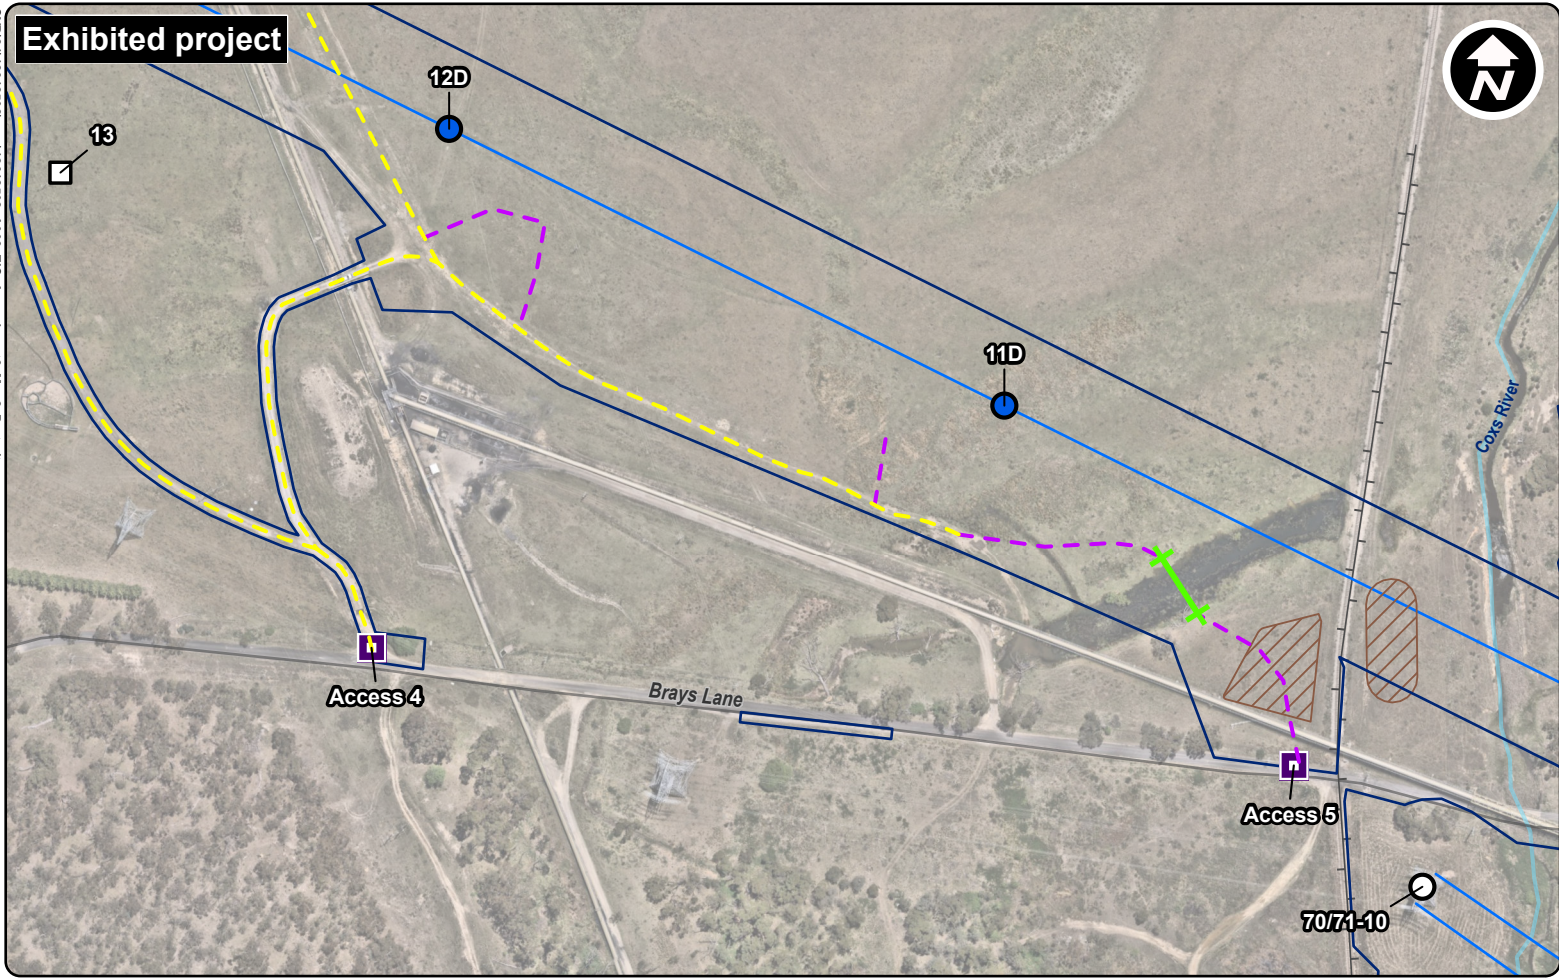 Exhibited project
N
12D
13
11D
Coxs River
Access 4
Brays Lane
Access 5
70/71-10